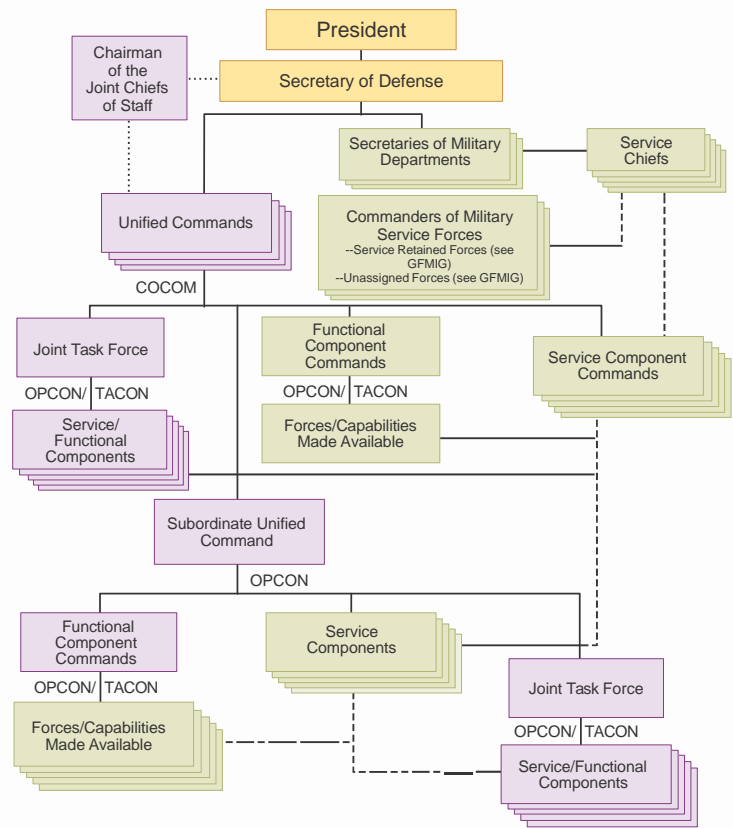 President
Chairman
of the
Joint Chiefs
of Staff
Secretary of Defense
Secretaries of Military
Departments
Service
Chiefs
Unified Commands
Commanders of Military
Service Forces
--Service Retained Forces (see
GFMIG)
--Unassigned Forces (see GFMIG)
COCOM
Joint Task Force
Functional
Component
Commands
Service Component
Commands
OPCON/ TACON
OPCON/ TACON
Service/
Functional
Components
Forces/Capabilities
Made Available
Subordinate Unified
Command
OPCON
Functional
Component
Commands
Service
Components
Joint Task Force
OPCON/ TACON
Forces/Capabilities
Made Available
OPCON/ TACON
Service/Functional
Components